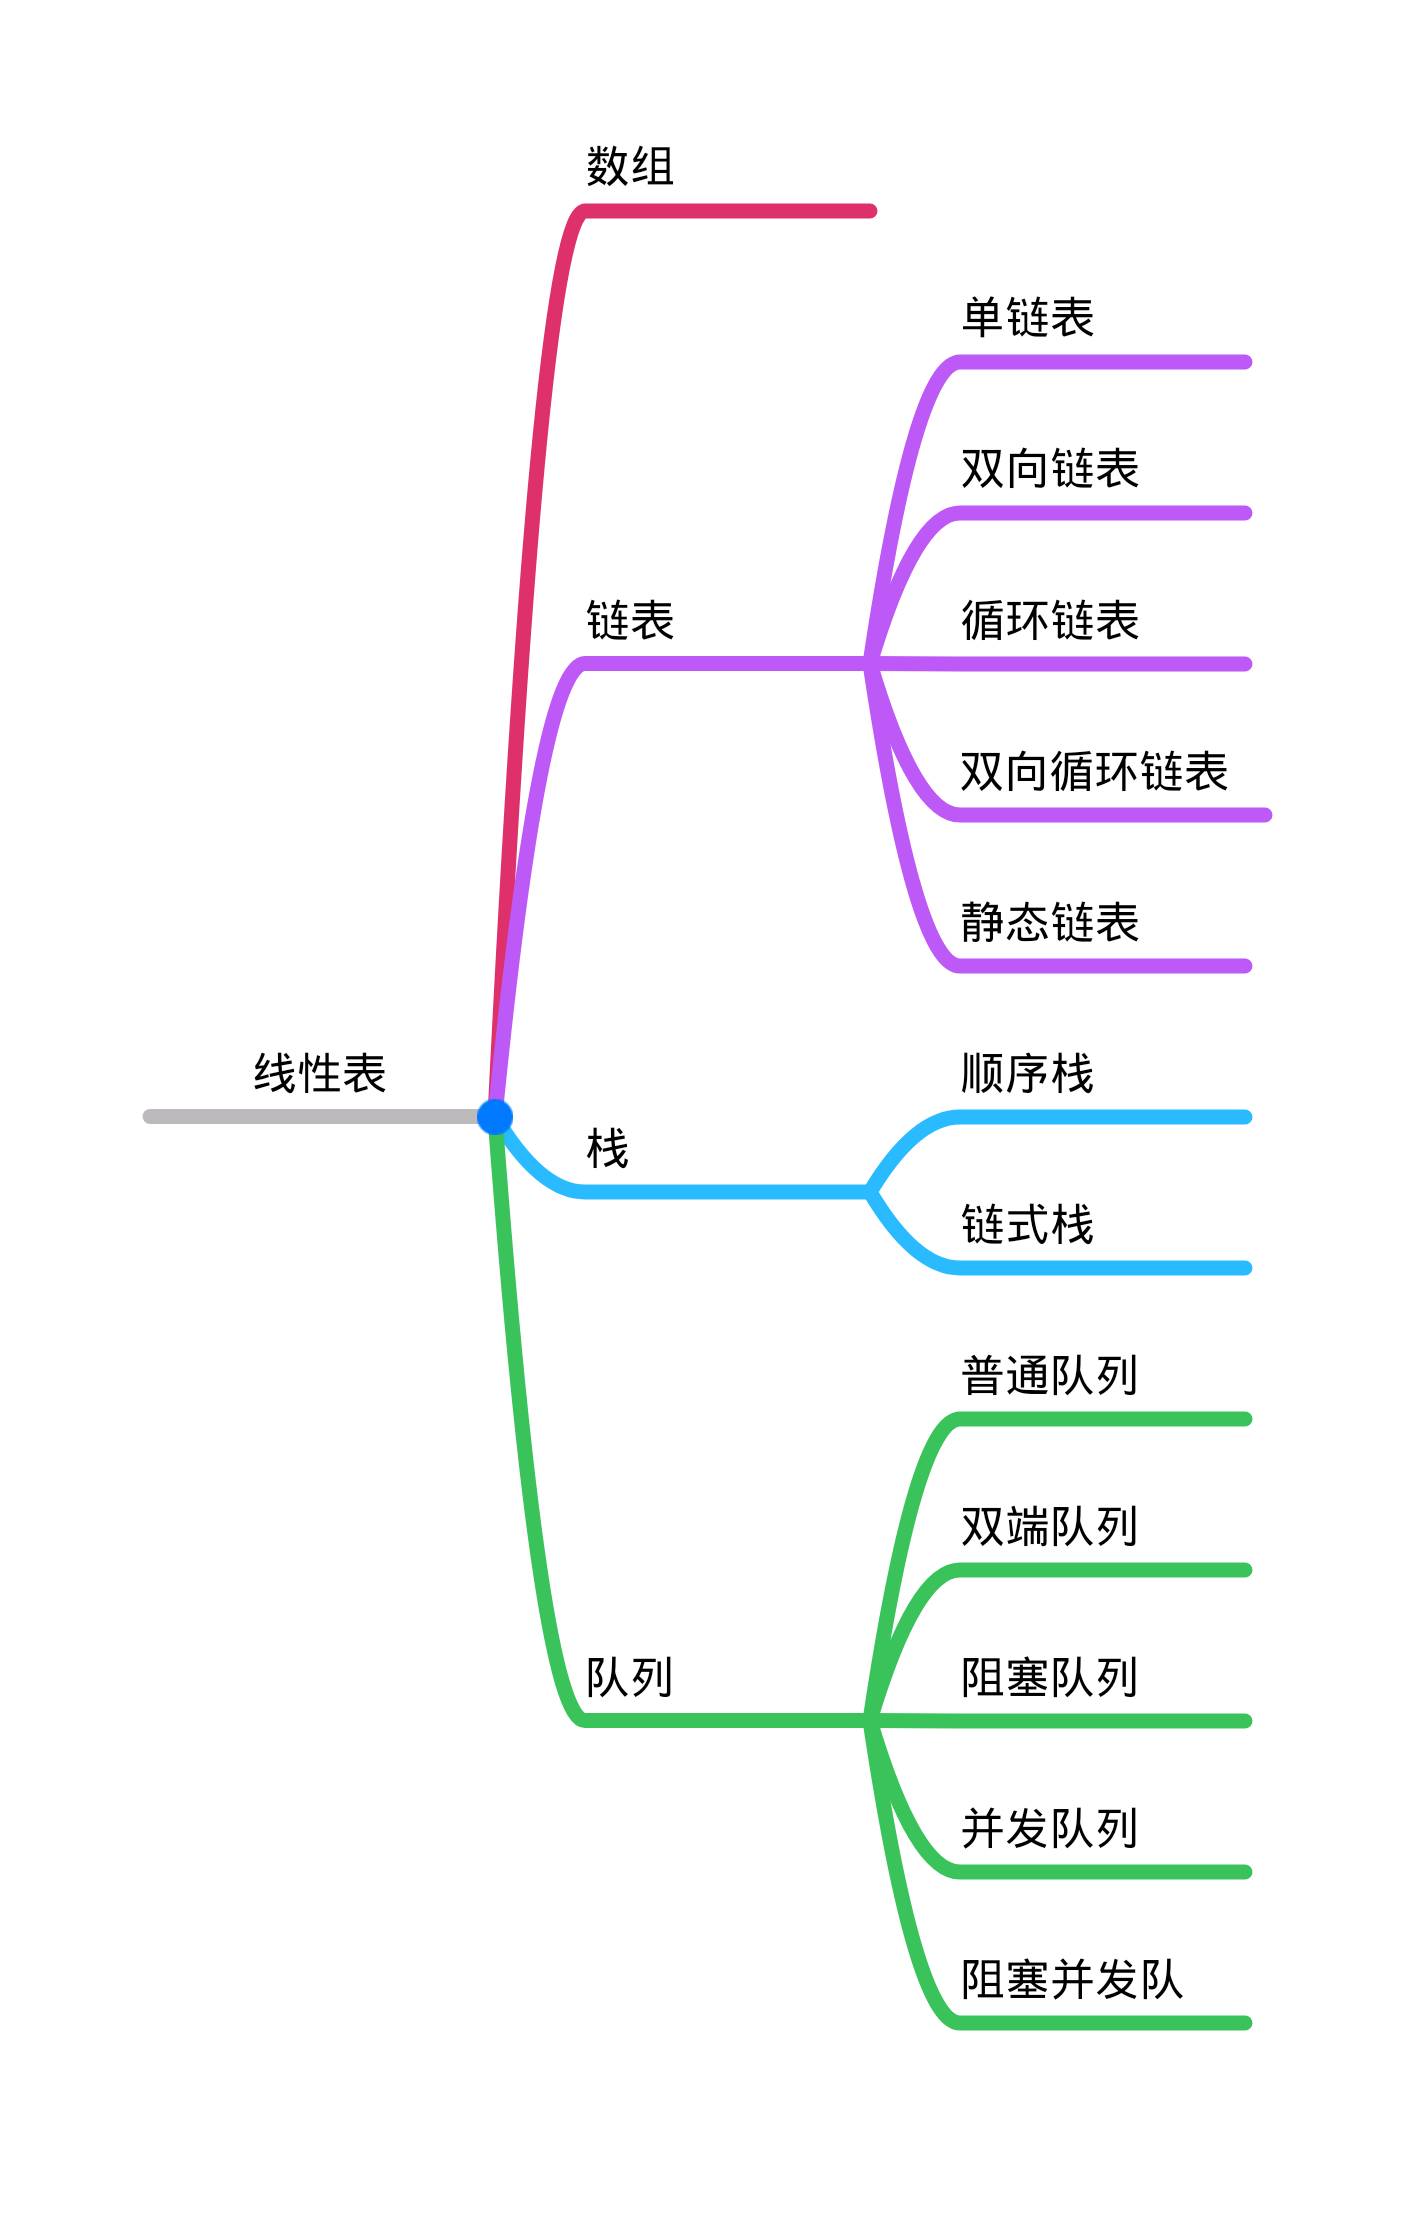 数组
单链表
双向链表
链表
循环链表
双向循环链表
静态链表
线性表
顺序栈
栈
链式栈
普通队列
双端队列
队列
阻塞队列
并发队列
阻塞并发队